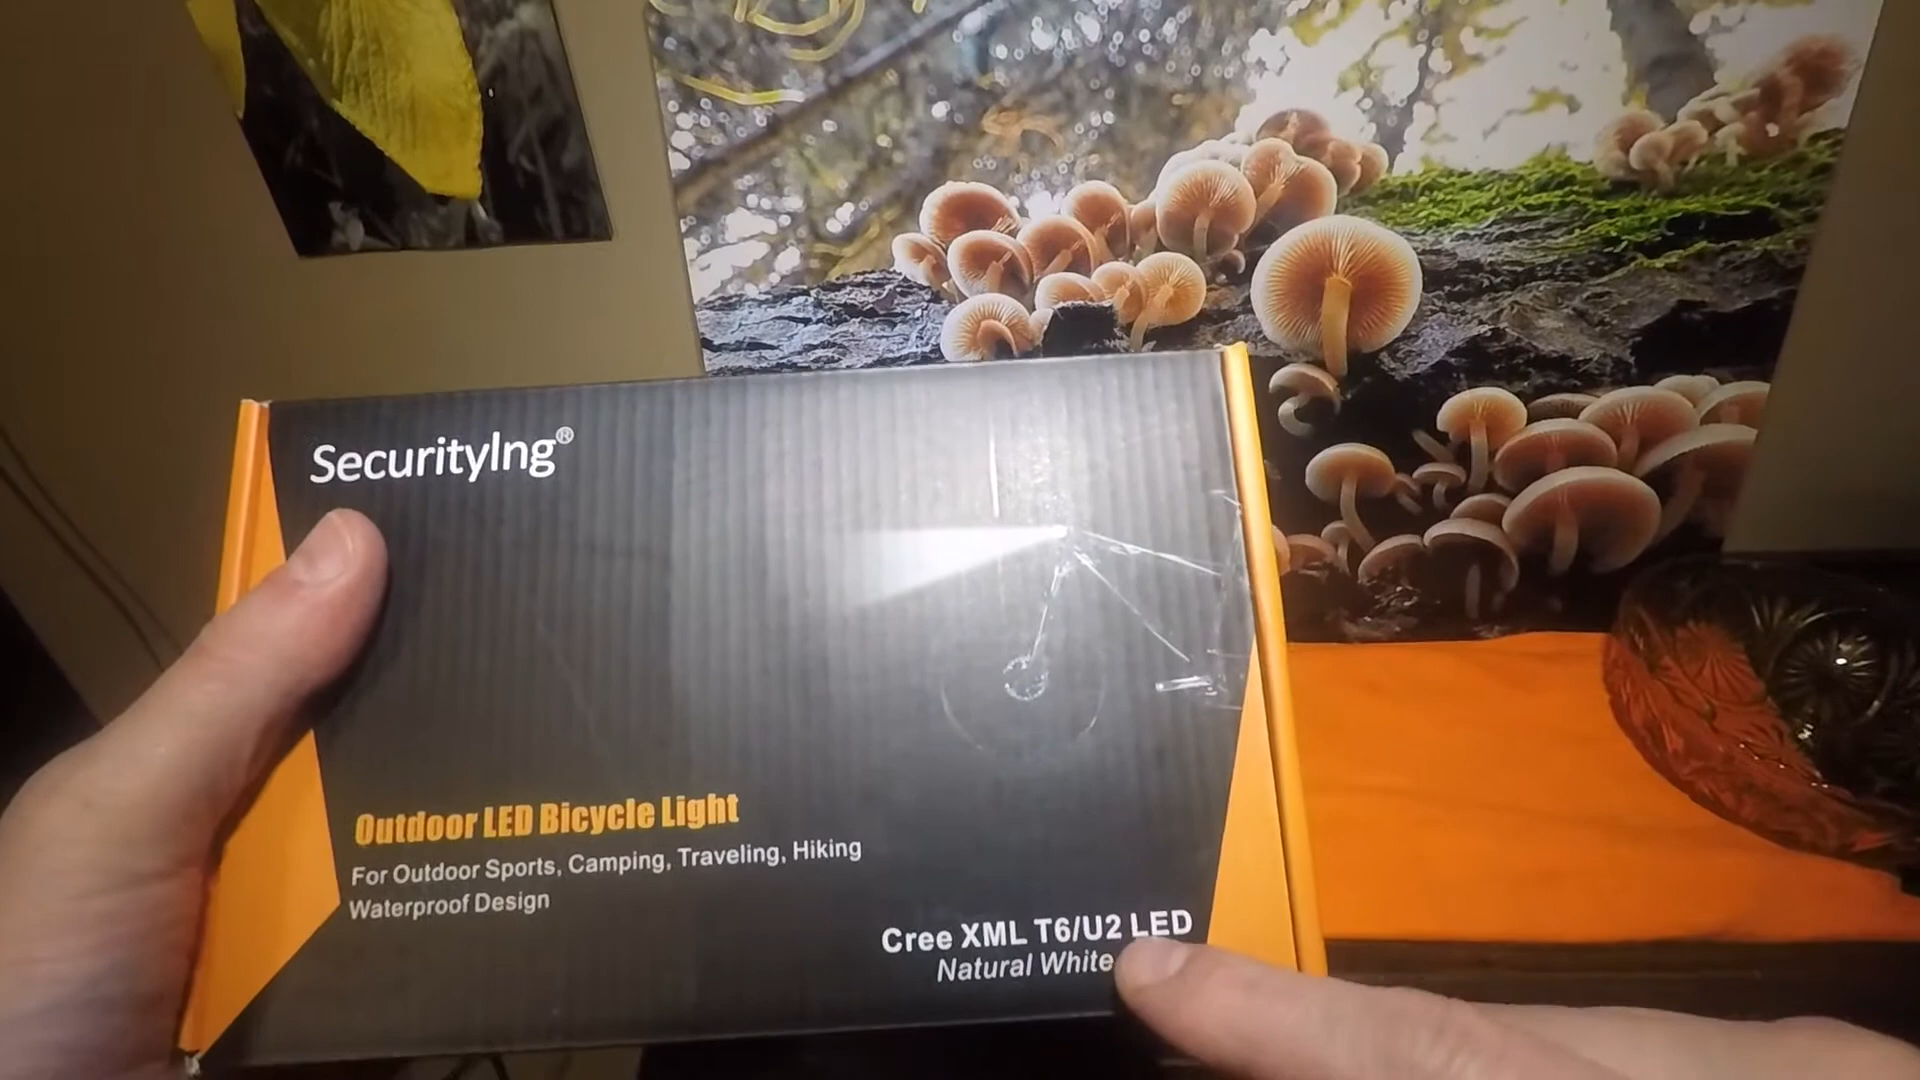 SecurityIng®
Outdoor LED Bicycle Light
For Outdoor Sports, Camping, Traveling, Hiking
Waterproof Design
Cree XML T6/U2 LED
Natural White